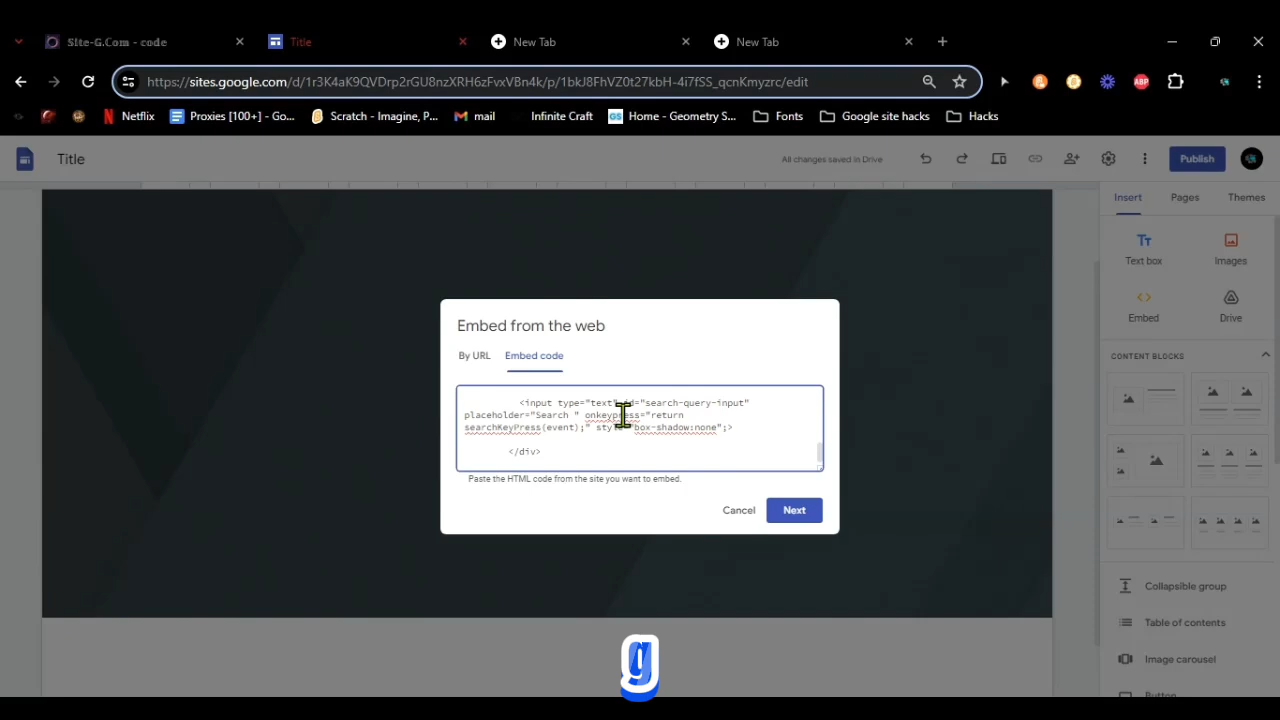 Site-G.Com - code
Title
New Tab
New Tab
https://sites.google.com/d/1r3K4aK9QVDrp2rGU8nzXRH6zFvxVBn4k/p/1bkJ8FhVZ0t27kbH-4i7fSS_qcnKmyzrc/edit
ABP
Netflix
Proxies [100+] - Go...
Scratch - Imagine, P...
mail
Infinite Craft
GS
Home - Geometry S...
Fonts
Google site hacks
Hacks
Title
All changes saved in Drive
Publish
Insert
Pages
Themes
Tt
Text box
Images
Embed
Drive
CONTENT BLOCKS
Collapsible group
Table of contents
Image carousel
Button
Embed from the web
By URL
Embed code
<input type="text" id="search-query-input"
placeholder="Search " onkeypress="return
searchKeyPress(event);" style="box-shadow:none";>
</div>
Paste the HTML code from the site you want to embed.
Cancel
Next
g